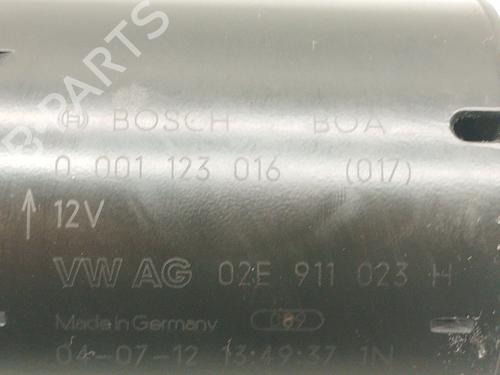 BOSCH BOA
0 001 123 016 (017)
12V
VW AG 02E 911 023 H
Made in Germany 089
04-07-12 13:49:37 1N
B PARTS